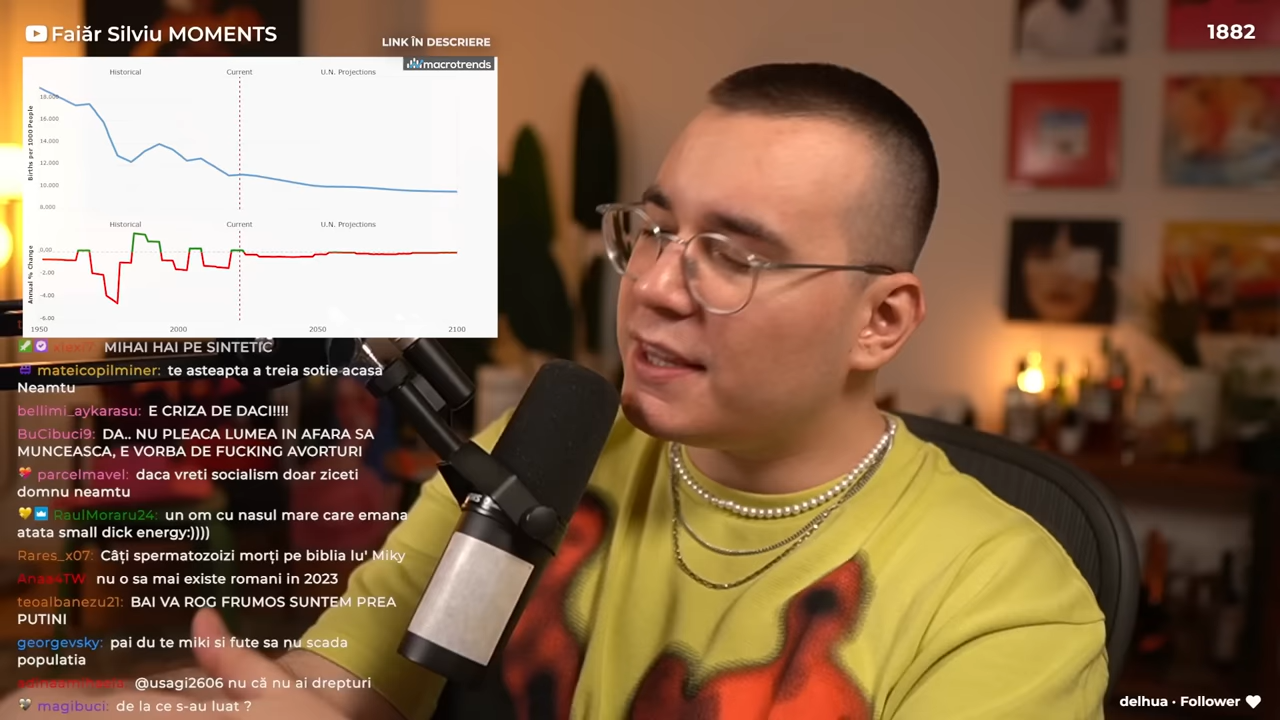 Faiăr Silviu MOMENTS
LINK ÎN DESCRIERE
1882
macrotrends
Historical
Current
U.N. Projections
Births per 1000 People
18.000
16.000
14.000
12.000
10.000
8.000
Historical
Current
U.N. Projections
Annual % Change
0.00
-2.00
-4.00
-6.00
1950
2000
2050
2100
MIHAI HAI PE SINTETIC
mateicopilminer: te asteapta a treia sotie acasa
Neamtu
bellimi_aykarasu: E CRIZA DE DACI!!!!
BuCibuci9: DA.. NU PLEACA LUMEA IN AFARA SA
MUNCEASCA, E VORBA DE FUCKING AVORTURI
parcelmavel: daca vreti socialism doar ziceti
domnu neamtu
RaulMoraru24: un om cu nasul mare care emana
atata small dick energy:))))
Rares_x07: Câți spermatozoizi morți pe biblia lu' Miky
Anaa4TW: nu o sa mai existe romani in 2023
teoalbanezu21: BAI VA ROG FRUMOS SUNTEM PREA
PUTINI
georgevsky: pai du te miki si fute sa nu scada
populatia
@usagi2606 nu că nu ai drepturi
magibuci: de la ce s-au luat ?
delhua · Follower